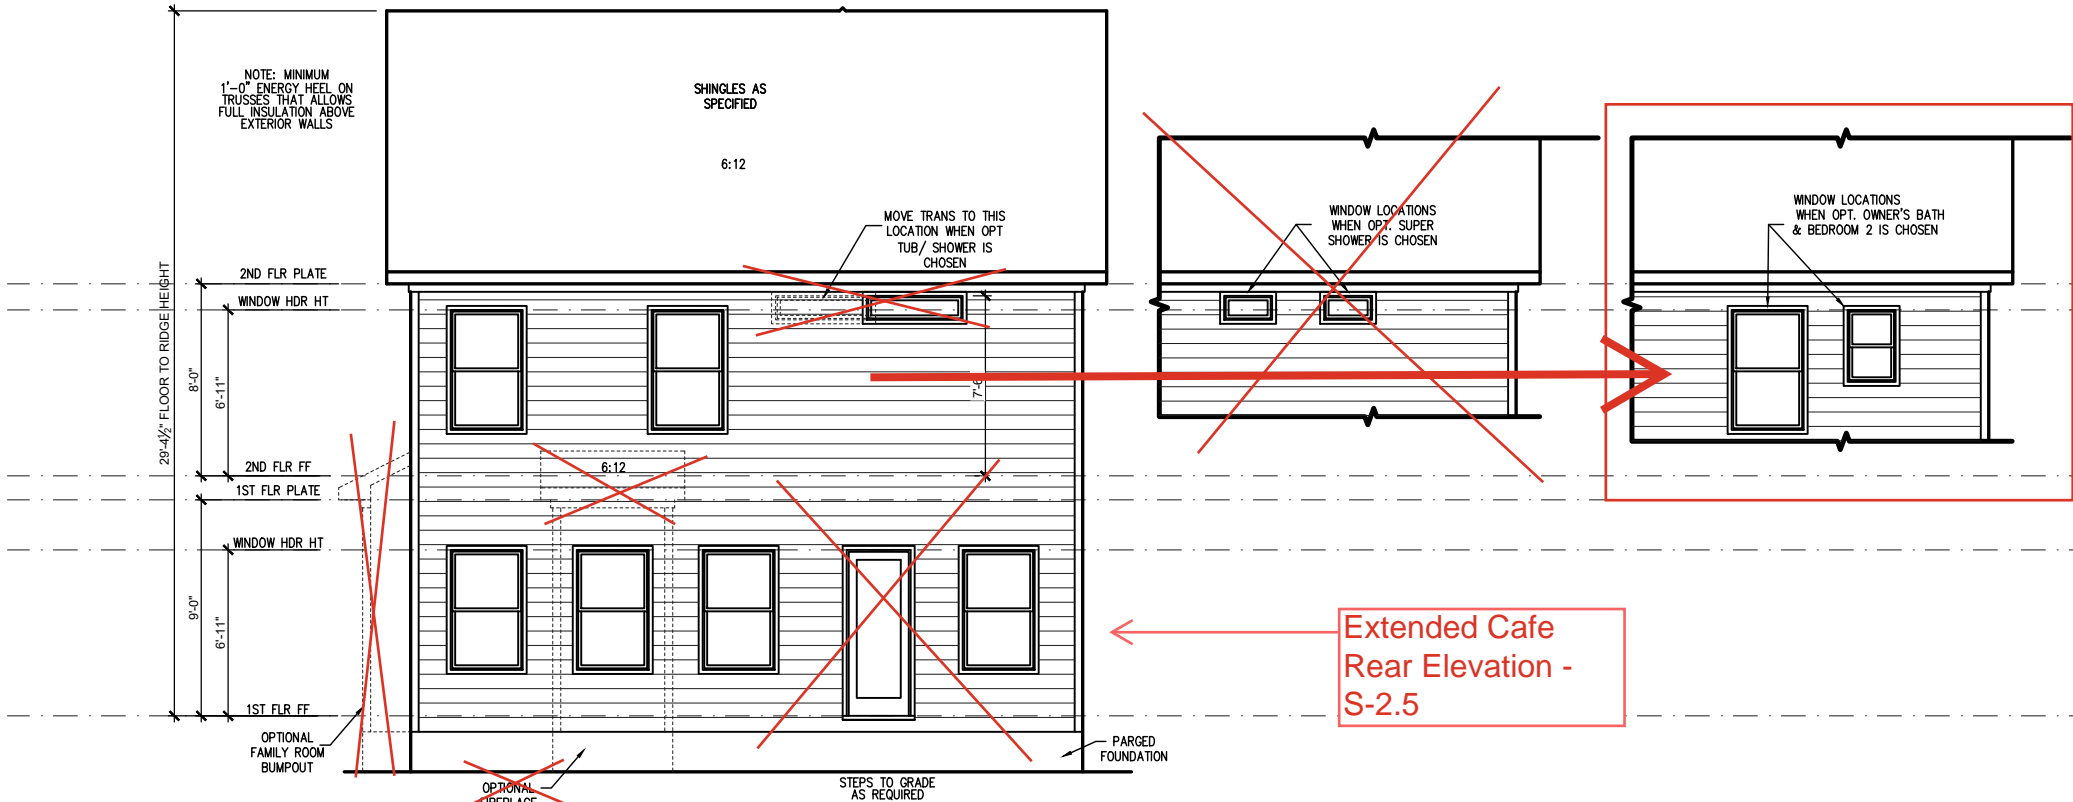 NOTE: MINIMUM
1'-0" ENERGY HEEL ON
TRUSSES THAT ALLOWS
FULL INSULATION ABOVE
EXTERIOR WALLS
SHINGLES AS
SPECIFIED
6:12
MOVE TRANS TO THIS
LOCATION WHEN OPT
TUB/ SHOWER IS
CHOSEN
WINDOW LOCATIONS
WHEN OPT. SUPER
SHOWER IS CHOSEN
WINDOW LOCATIONS
WHEN OPT. OWNER'S BATH
& BEDROOM 2 IS CHOSEN
29'-4½" FLOOR TO RIDGE HEIGHT
2ND FLR PLATE
WINDOW HDR HT
8'-0"
6'-11"
7'-6
2ND FLR FF
6:12
1ST FLR PLATE
WINDOW HDR HT
9'-0"
6'-11"
1ST FLR FF
Extended Cafe
Rear Elevation -
S-2.5
OPTIONAL
FAMILY ROOM
BUMPOUT
PARGED
FOUNDATION
OPTIONAL
FIREPLACE
STEPS TO GRADE
AS REQUIRED